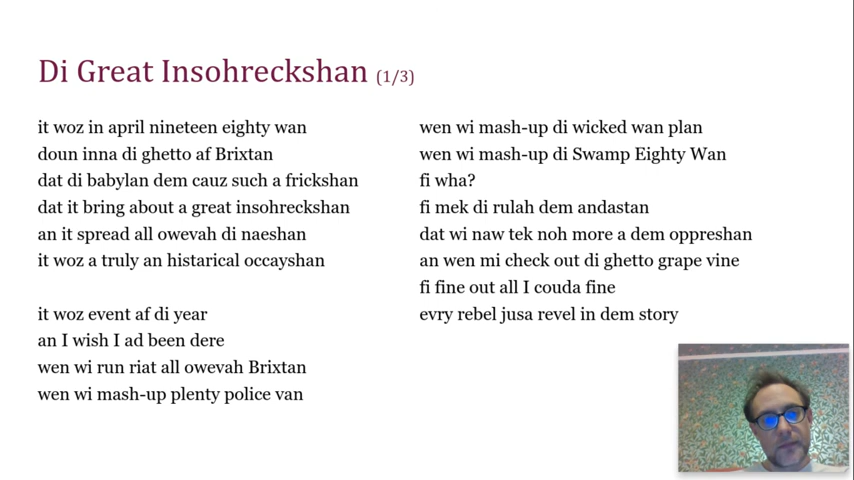 Di Great Insohreckshan (1/3)
it woz in april nineteen eighty wan
doun inna di ghetto af Brixtan
dat di babylan dem cauz such a frickshan
dat it bring about a great insohreckshan
an it spread all owevah di naeshan
it woz a truly an histarical occayshan
it woz event af di year
an I wish I ad been dere
wen wi run riat all owevah Brixtan
wen wi mash-up plenty police van
wen wi mash-up di wicked wan plan
wen wi mash-up di Swamp Eighty Wan
fi wha?
fi mek di rulah dem andastan
dat wi naw tek noh more a dem oppreshan
an wen mi check out di ghetto grape vine
fi fine out all I couda fine
evry rebel jusa revel in dem story